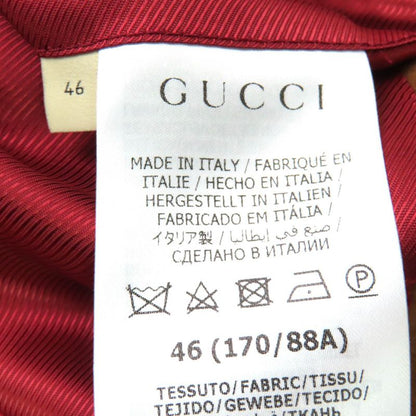 46
GUCCI
MADE IN ITALY / FABRIQUÉ EN
ITALIE / HECHO EN ITALIA /
HERGESTELLT IN ITALIEN /
FABRICADO EM ITÁLIA /
イタリア製 / صنع في إيطاليا /
СДЕЛАНО В ИТАЛИИ
46 (170/88A)
TESSUTO/FABRIC/TISSU/
TEJIDO/GEWEBE/TECIDO/
ТКАНЬ